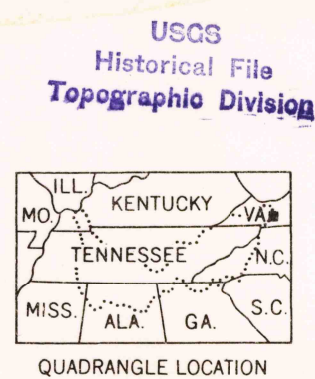 USGS
Historical File
Topographic Division
ILL.
MO.
KENTUCKY
VA
TENNESSEE
N.C.
MISS.
ALA.
GA.
S.C.
QUADRANGLE LOCATION